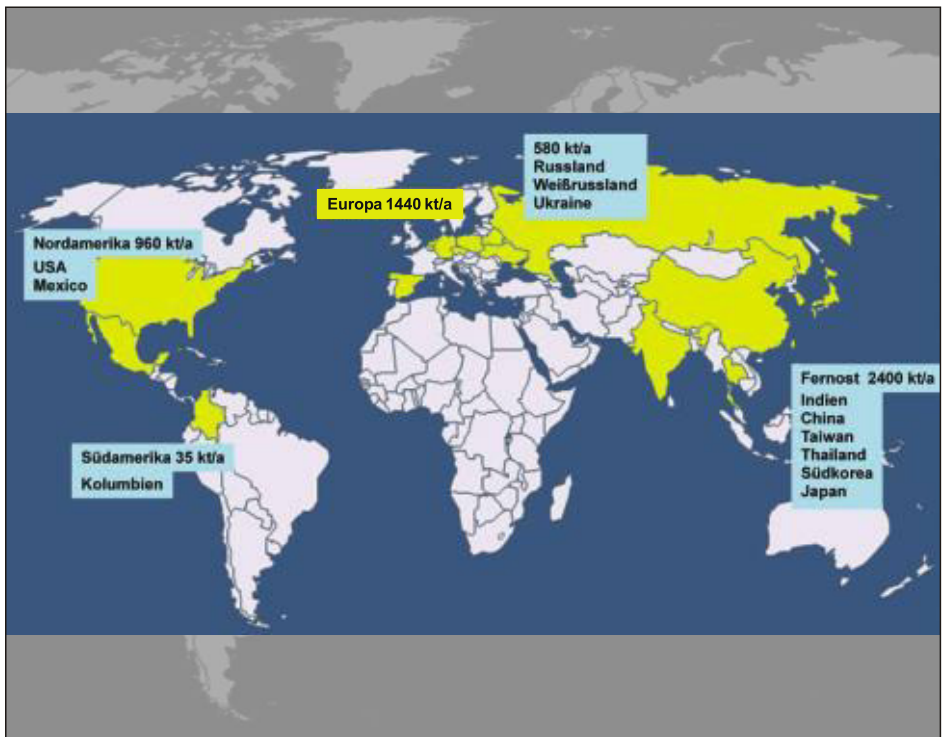 580 kt/a
Russland
Weißrussland
Ukraine
Europa 1440 kt/a
Nordamerika 960 kt/a
USA
Mexico
Fernost 2400 kt/a
Indien
China
Taiwan
Thailand
Südkorea
Japan
Südamerika 35 kt/a
Kolumbien